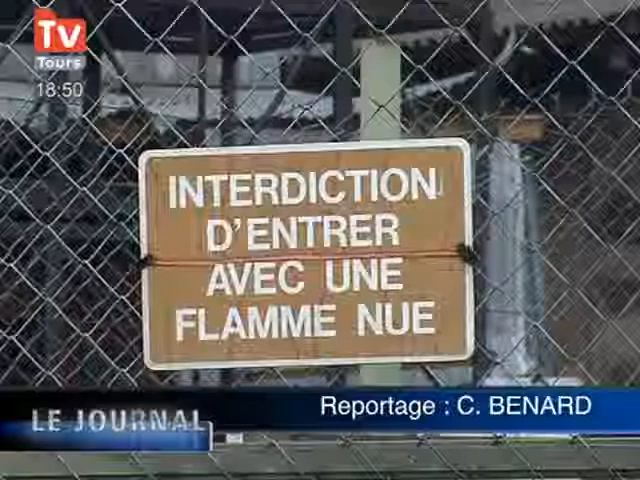 Tv
Tours
18:50
INTERDICTION
D'ENTRER
AVEC UNE
FLAMME NUE
Reportage : C. BENARD
LE JOURNAL